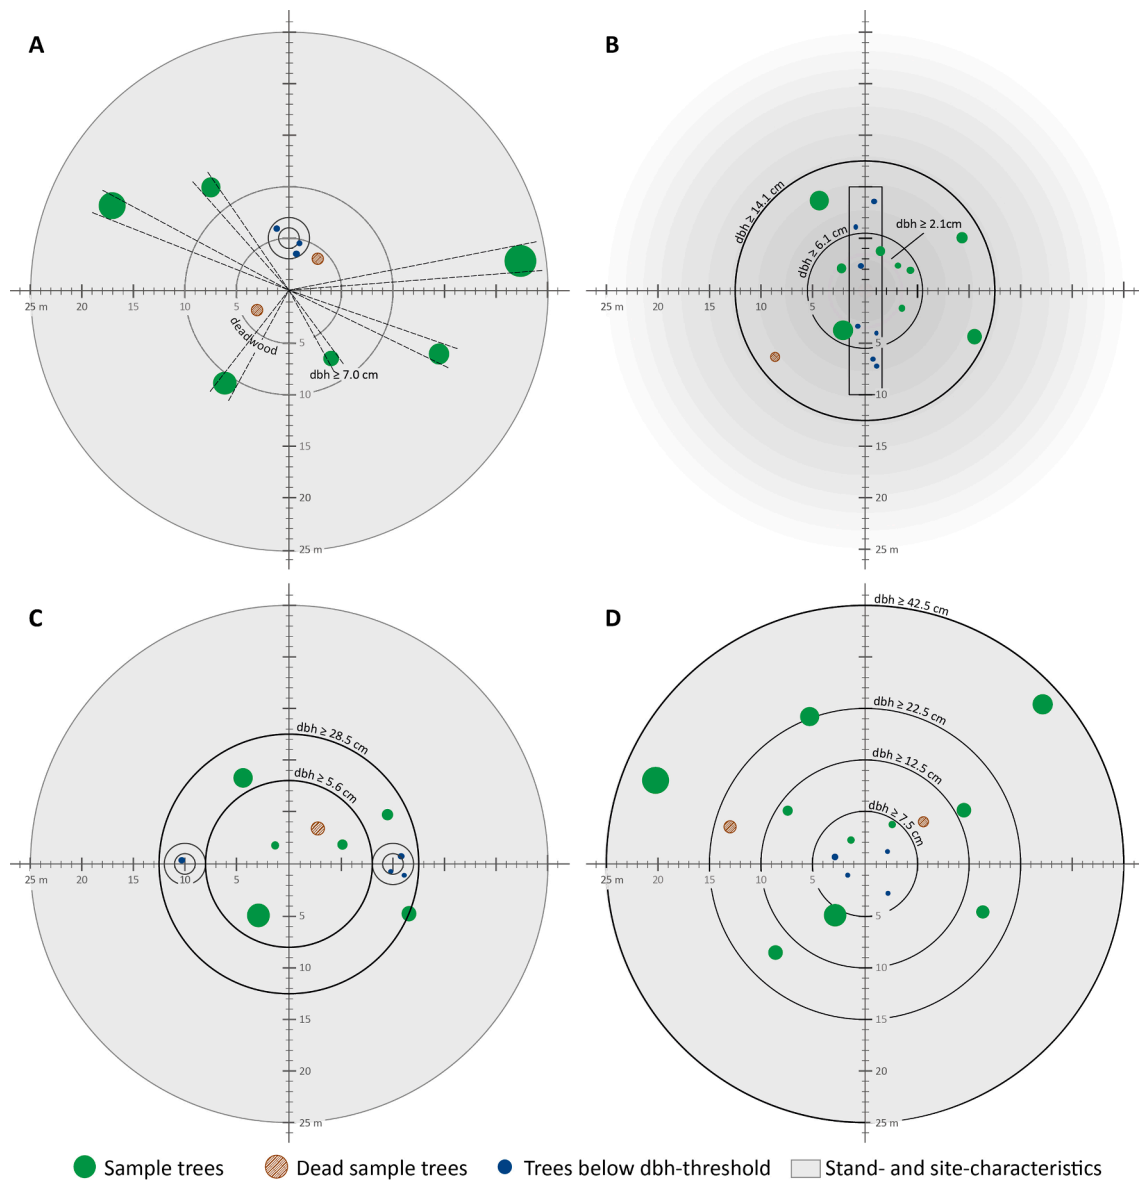 A
25 m
20
15
10
5
deadwood
dbh ≥ 7.0 cm
5
10
15
20
25 m
B
dbh ≥ 14.1 cm
dbh ≥ 6.1 cm
dbh ≥ 2.1cm
25 m
20
15
10
5
5
10
15
20
25 m
C
dbh ≥ 28.5 cm
dbh ≥ 5.6 cm
25 m
20
15
10
5
5
10
15
20
25 m
D
dbh ≥ 42.5 cm
dbh ≥ 22.5 cm
dbh ≥ 12.5 cm
dbh ≥ 7.5 cm
25 m
20
15
10
5
5
10
15
20
25 m
Sample trees
Dead sample trees
Trees below dbh-threshold
Stand- and site-characteristics